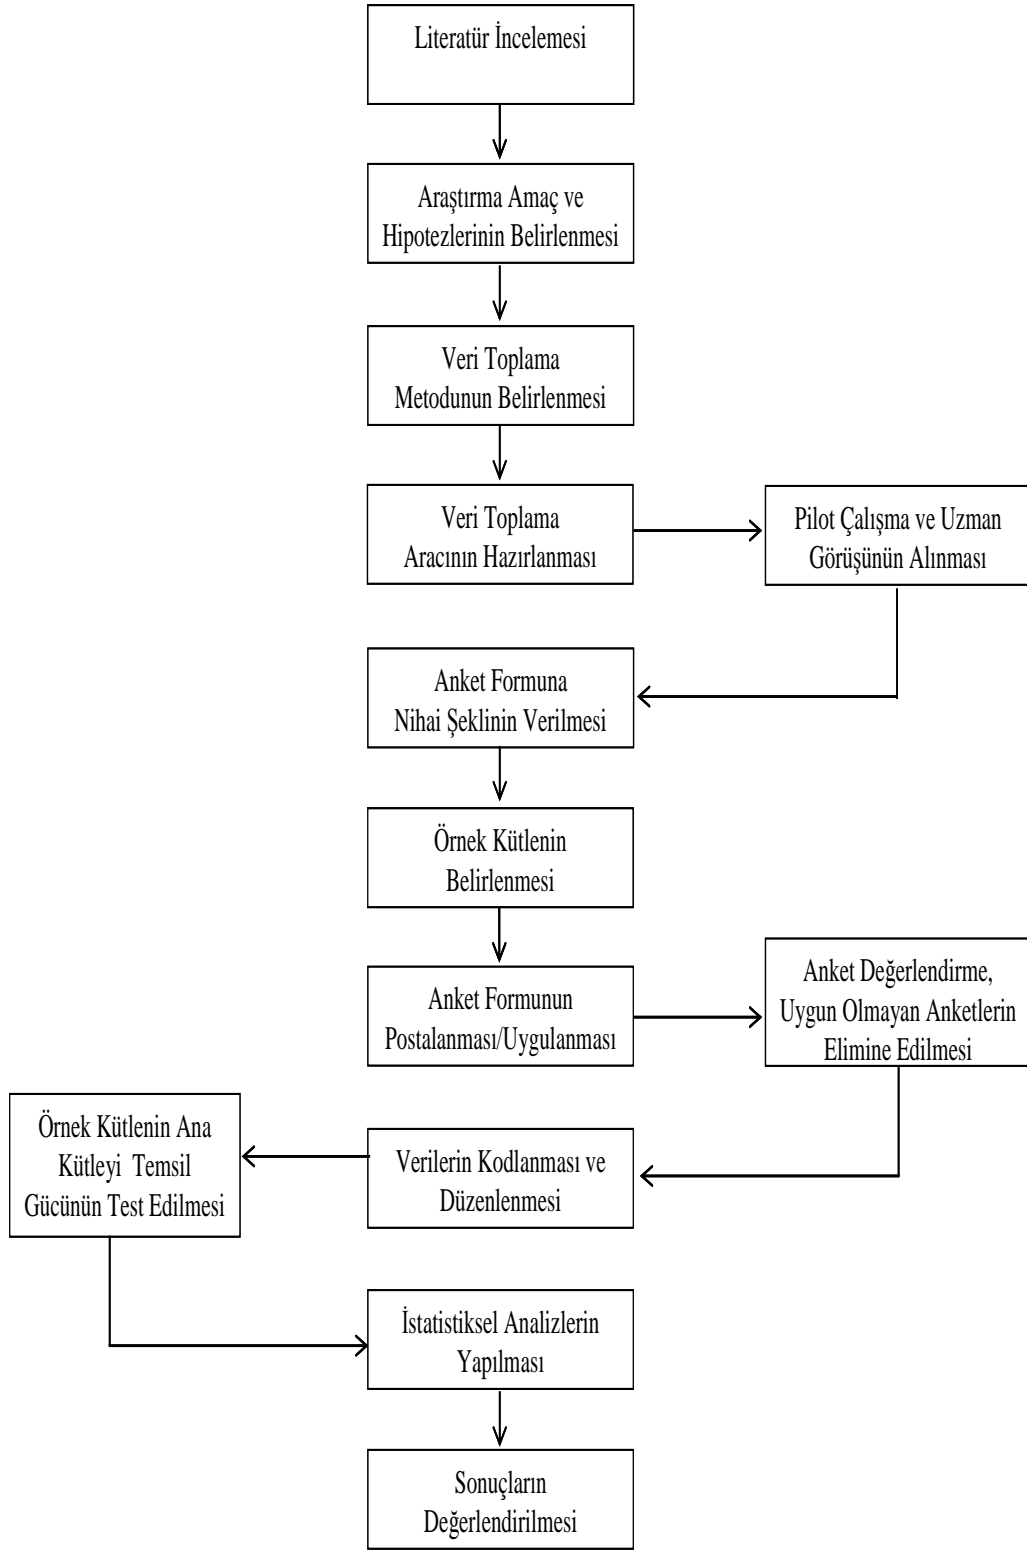 Literatür İncelemesi
Araştırma Amaç ve
Hipotezlerinin Belirlenmesi
Veri Toplama
Metodunun Belirlenmesi
Veri Toplama
Aracının Hazırlanması
Pilot Çalışma ve Uzman
Görüşünün Alınması
Anket Formuna
Nihai Şeklinin Verilmesi
Örnek Kütlenin
Belirlenmesi
Anket Formunun
Postalanması/Uygulanması
Anket Değerlendirme,
Uygun Olmayan Anketlerin
Elimine Edilmesi
Verilerin Kodlanması ve
Düzenlenmesi
Örnek Kütlenin Ana
Kütleyi Temsil
Gücünün Test Edilmesi
İstatistiksel Analizlerin
Yapılması
Sonuçların
Değerlendirilmesi